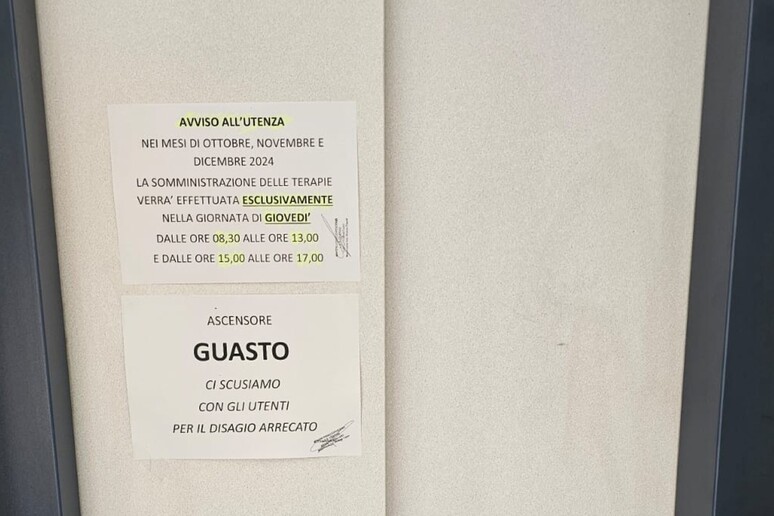 AVVISO ALL'UTENZA
NEI MESI DI OTTOBRE, NOVEMBRE E
DICEMBRE 2024
LA SOMMINISTRAZIONE DELLE TERAPIE
VERRA' EFFETTUATA ESCLUSIVAMENTE
NELLA GIORNATA DI GIOVEDI'
DALLE ORE 08,30 ALLE ORE 13,00
E DALLE ORE 15,00 ALLE ORE 17,00
ASCENSORE
GUASTO
CI SCUSIAMO
CON GLI UTENTI
PER IL DISAGIO ARRECATO